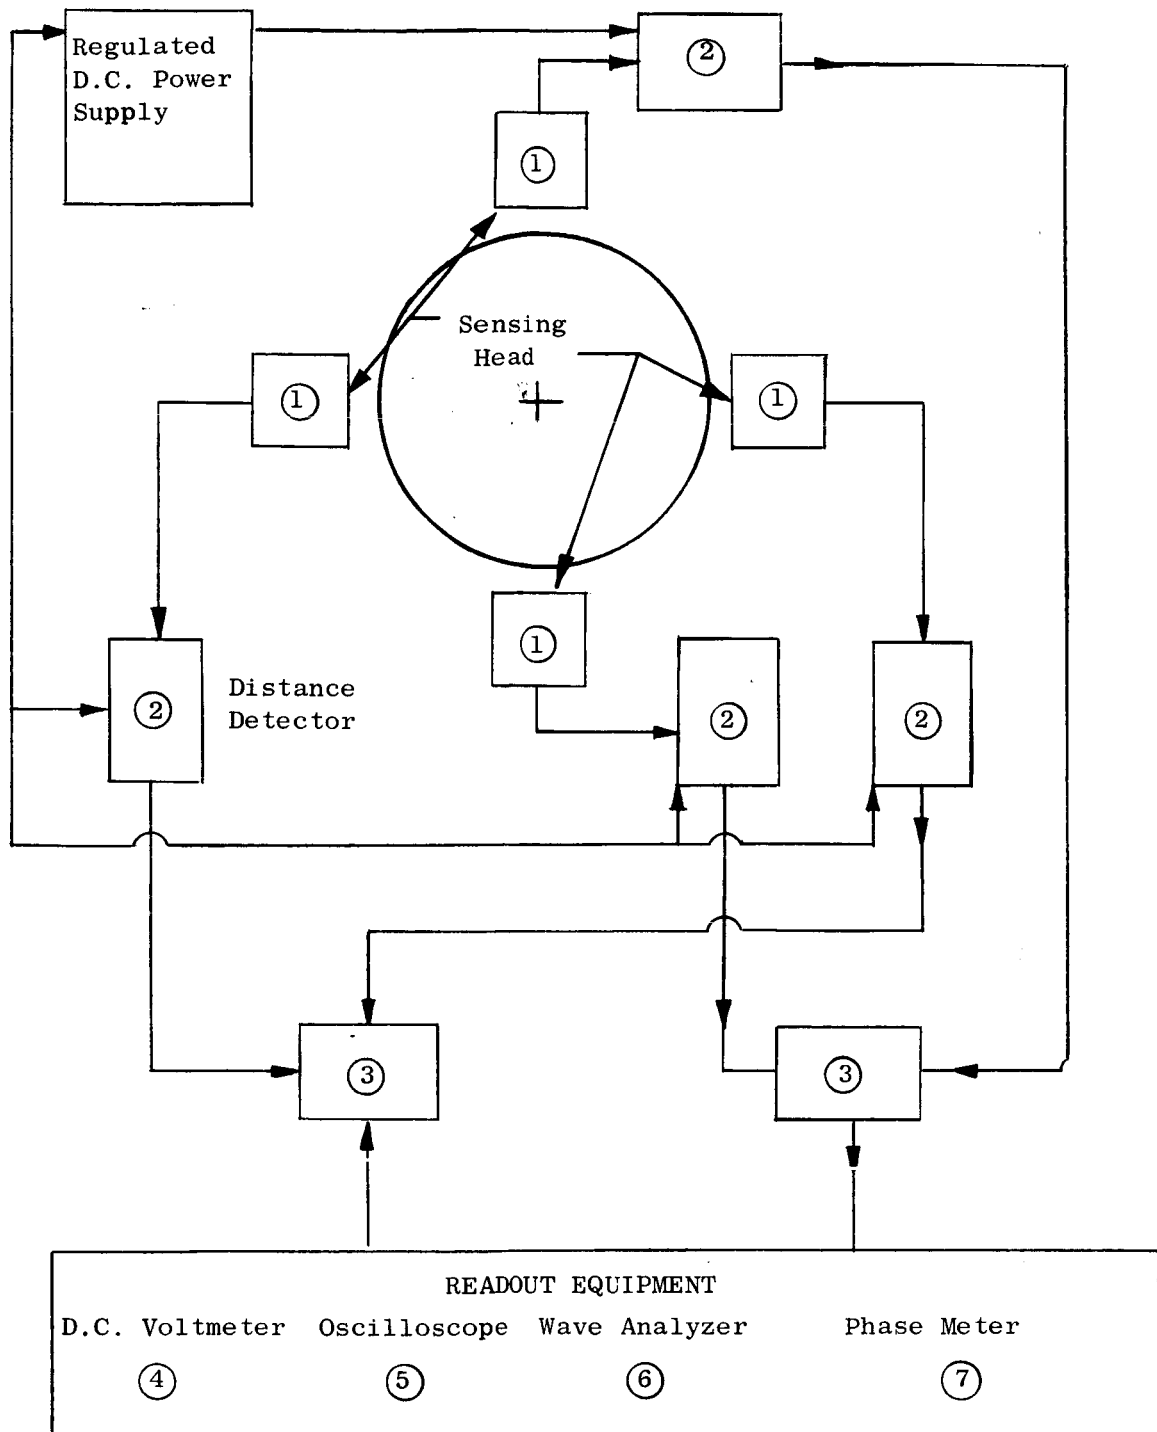 Regulated
D.C. Power
Supply
②
①
Sensing
Head
①
①
①
②
Distance
Detector
②
②
③
③
READOUT EQUIPMENT
D.C. Voltmeter Oscilloscope Wave Analyzer Phase Meter
④ ⑤ ⑥ ⑦